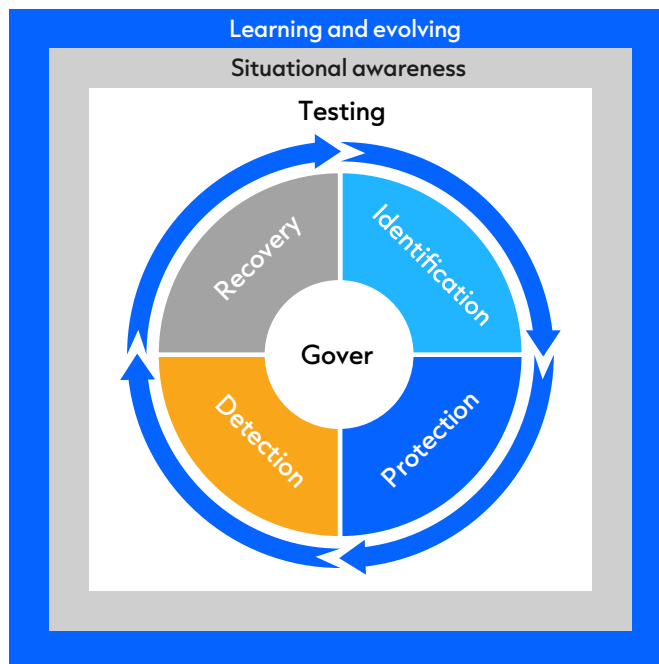 Learning and evolving
Situational awareness
Testing
Recovery
Identification
Gover
Detection
Protection